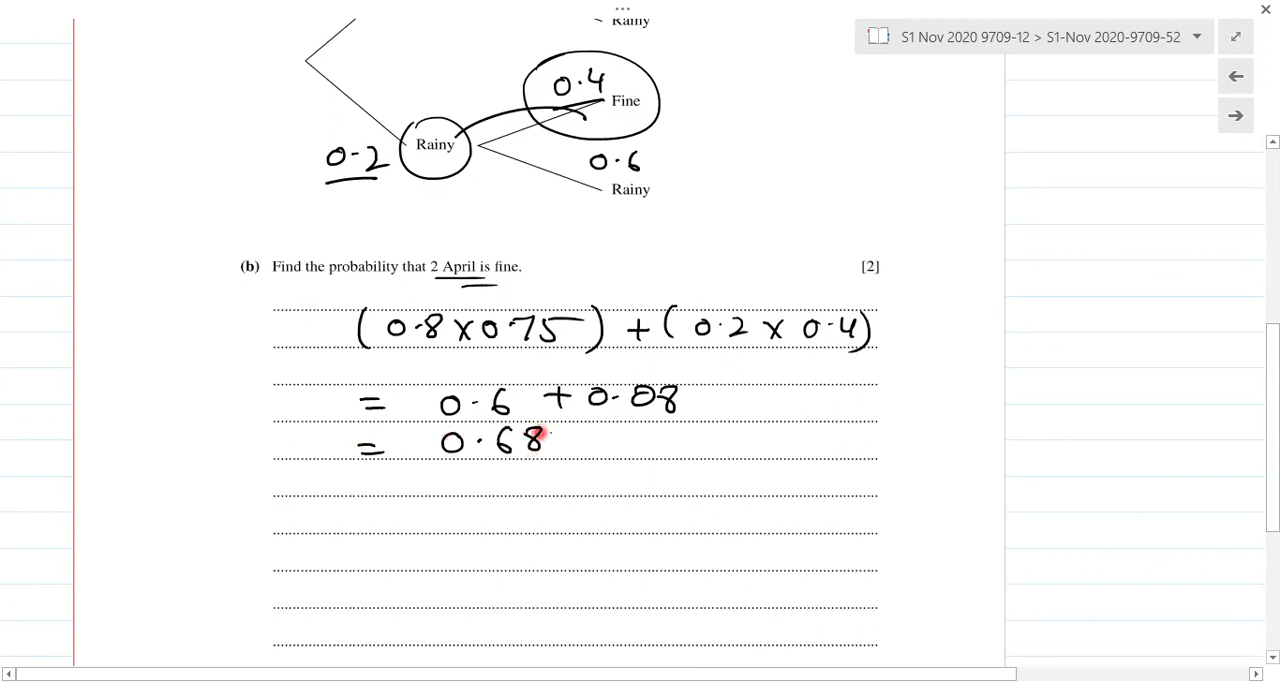 Rainy
S1 Nov 2020 9709-12 > S1-Nov 2020-9709-52
0.4
Fine
Rainy
0.2
0.6
Rainy
(b) Find the probability that 2 April is fine. [2]
(0.8 x 0.75) + (0.2 x 0.4)
= 0.6 + 0.08
= 0.68